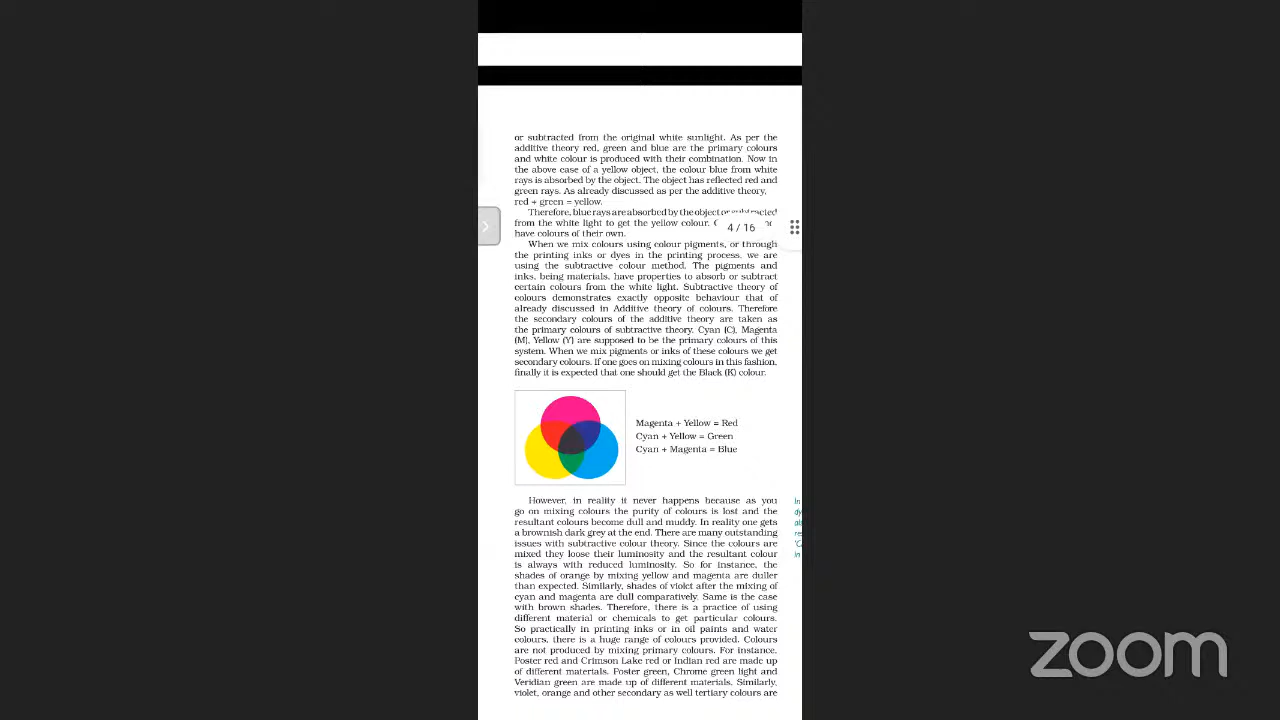 or subtracted from the original white sunlight. As per the
additive theory red, green and blue are the primary colours
and white colour is produced with their combination. Now in
the above case of a yellow object, the colour blue from white
rays is absorbed by the object. The object has reflected red and
green rays. As already discussed as per the additive theory,
red + green = yellow.
Therefore, blue rays are absorbed by the object or subtracted
from the white light to get the yellow colour.
4 / 16
have colours of their own.
When we mix colours using colour pigments, or through
the printing inks or dyes in the printing process, we are
using the subtractive colour method. The pigments and
inks, being materials, have properties to absorb or subtract
certain colours from the white light. Subtractive theory of
colours demonstrates exactly opposite behaviour that of
already discussed in Additive theory of colours. Therefore
the secondary colours of the additive theory are taken as
the primary colours of subtractive theory. Cyan (C), Magenta
(M), Yellow (Y) are supposed to be the primary colours of this
system. When we mix pigments or inks of these colours we get
secondary colours. If one goes on mixing colours in this fashion,
finally it is expected that one should get the Black (K) colour.
Magenta + Yellow = Red
Cyan + Yellow = Green
Cyan + Magenta = Blue
However, in reality it never happens because as you
go on mixing colours the purity of colours is lost and the
resultant colours become dull and muddy. In reality one gets
a brownish dark grey at the end. There are many outstanding
issues with subtractive colour theory. Since the colours are
mixed they loose their luminosity and the resultant colour
is always with reduced luminosity. So for instance, the
shades of orange by mixing yellow and magenta are duller
than expected. Similarly, shades of violet after the mixing of
cyan and magenta are dull comparatively. Same is the case
with brown shades. Therefore, there is a practice of using
different material or chemicals to get particular colours.
So practically in printing inks or in oil paints and water
colours, there is a huge range of colours provided. Colours
are not produced by mixing primary colours. For instance,
Poster red and Crimson Lake red or Indian red are made up
of different materials. Foster green, Chrome green light and
Veridian green are made up of different materials. Similarly,
violet, orange and other secondary as well tertiary colours are
In
zoom